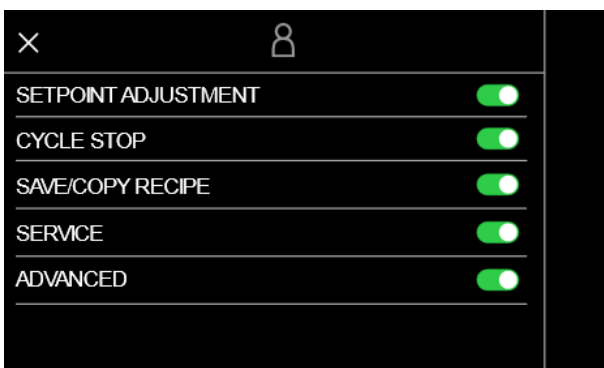 SETPOINT ADJUSTMENT
CYCLE STOP
SAVE/COPY RECIPE
SERVICE
ADVANCED